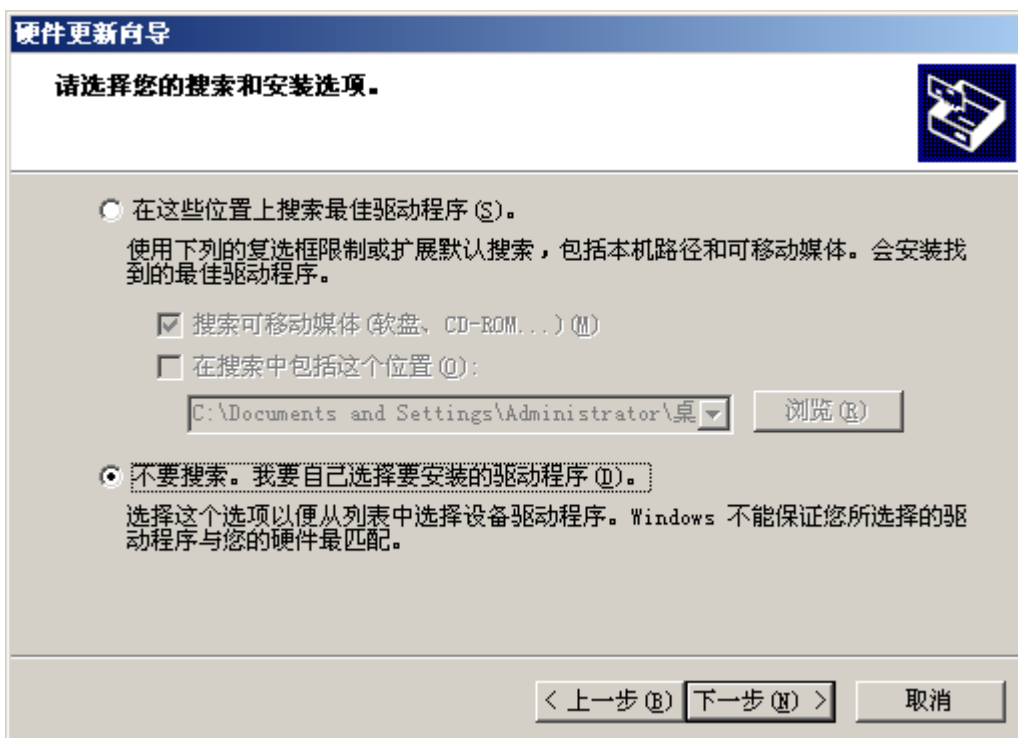 硬件更新向导
请选择您的搜索和安装选项。
在这些位置上搜索最佳驱动程序(S)。
使用下列的复选框限制或扩展默认搜索，包括本机路径和可移动媒体。会安装找
到的最佳驱动程序。
搜索可移动媒体(软盘、CD-ROM...)(M)
在搜索中包括这个位置(O):
C:\Documents and Settings\Administrator\桌
浏览(R)
不要搜索。我要自己选择要安装的驱动程序(D)。
选择这个选项以便从列表中选择设备驱动程序。Windows 不能保证您所选择的驱
动程序与您的硬件最匹配。
< 上一步(B) 下一步(N) > 取消